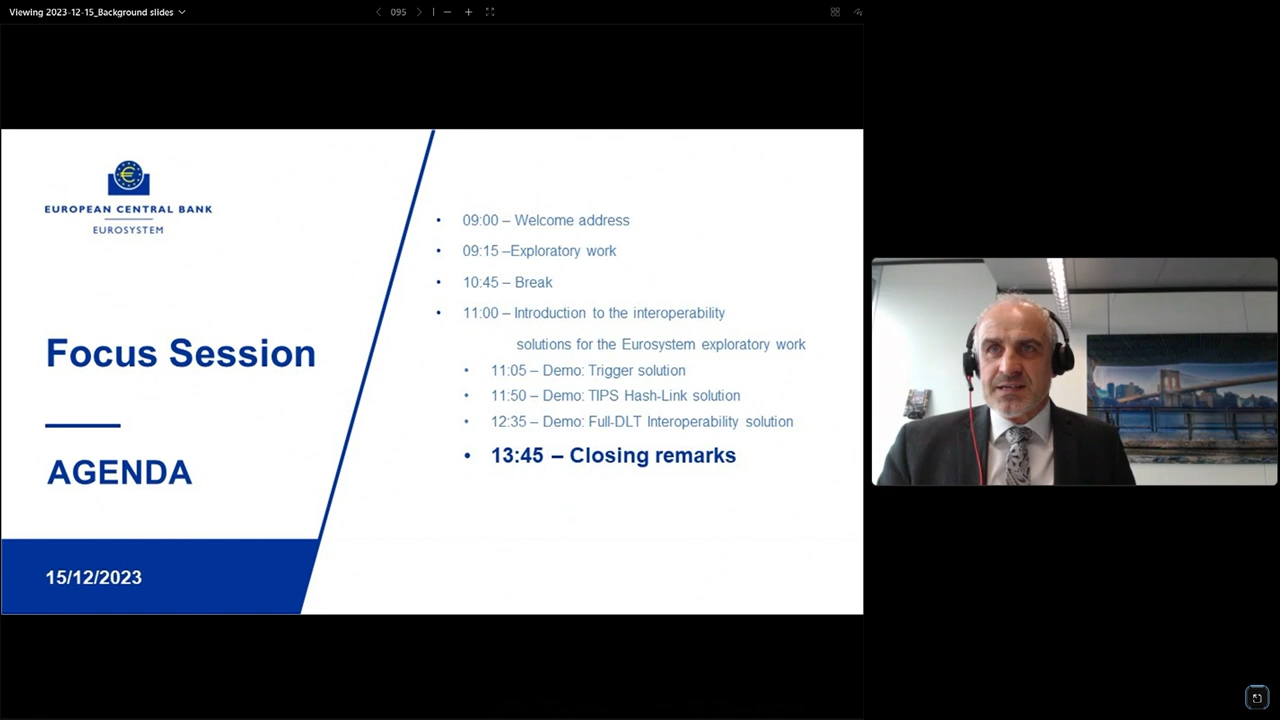 Viewing 2023-12-15_Background slides
095
EUROPEAN CENTRAL BANK
EUROSYSTEM
Focus Session
AGENDA
15/12/2023
• 09:00 – Welcome address
• 09:15 –Exploratory work
• 10:45 – Break
• 11:00 – Introduction to the interoperability
solutions for the Eurosystem exploratory work
• 11:05 – Demo: Trigger solution
• 11:50 – Demo: TIPS Hash-Link solution
• 12:35 – Demo: Full-DLT Interoperability solution
• 13:45 – Closing remarks